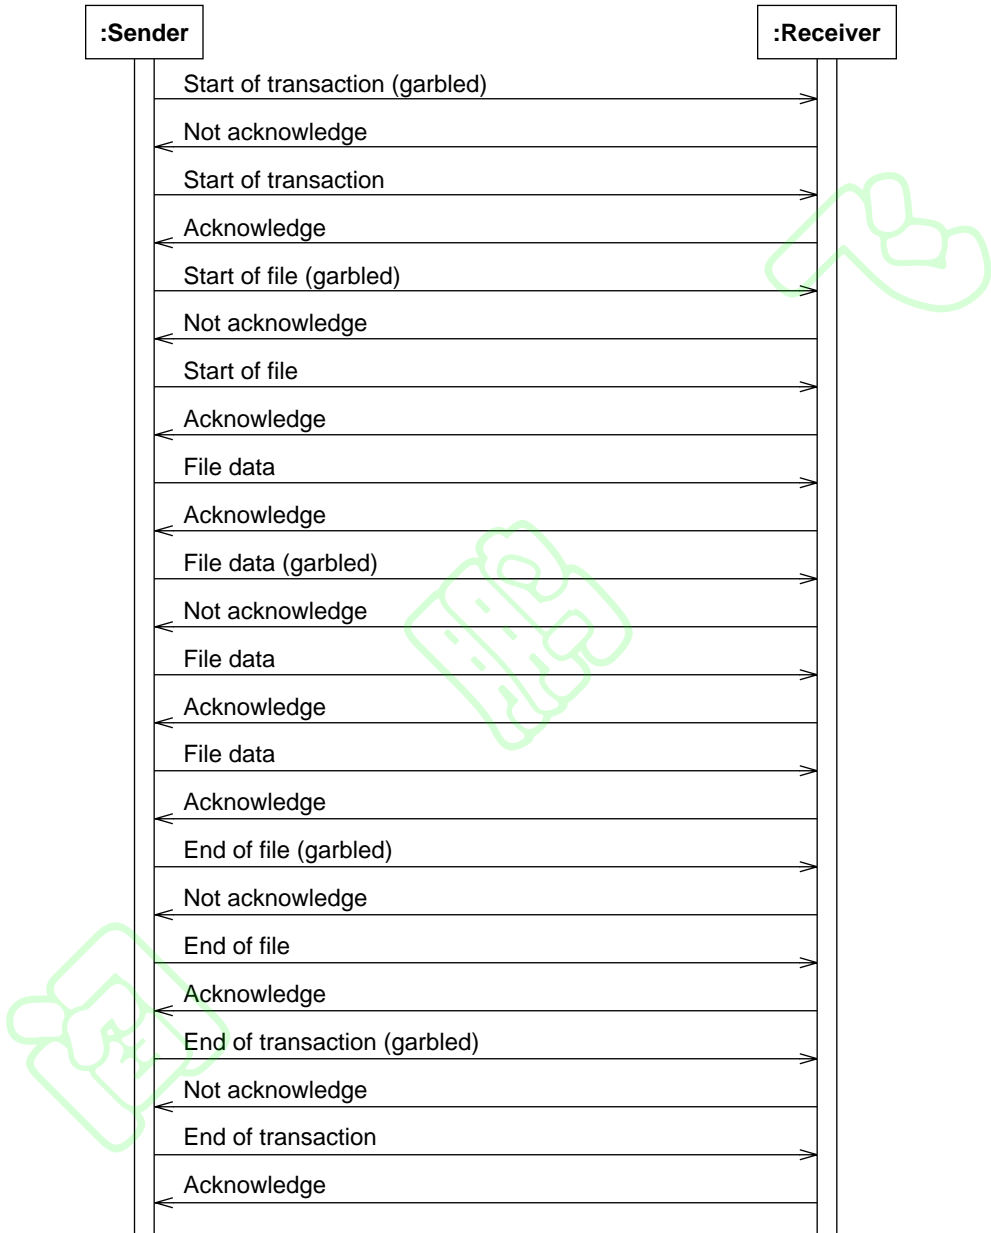 :Sender
:Receiver
Start of transaction (garbled)
Not acknowledge
Start of transaction
Acknowledge
Start of file (garbled)
Not acknowledge
Start of file
Acknowledge
File data
Acknowledge
File data (garbled)
Not acknowledge
File data
Acknowledge
File data
Acknowledge
End of file (garbled)
Not acknowledge
End of file
Acknowledge
End of transaction (garbled)
Not acknowledge
End of transaction
Acknowledge